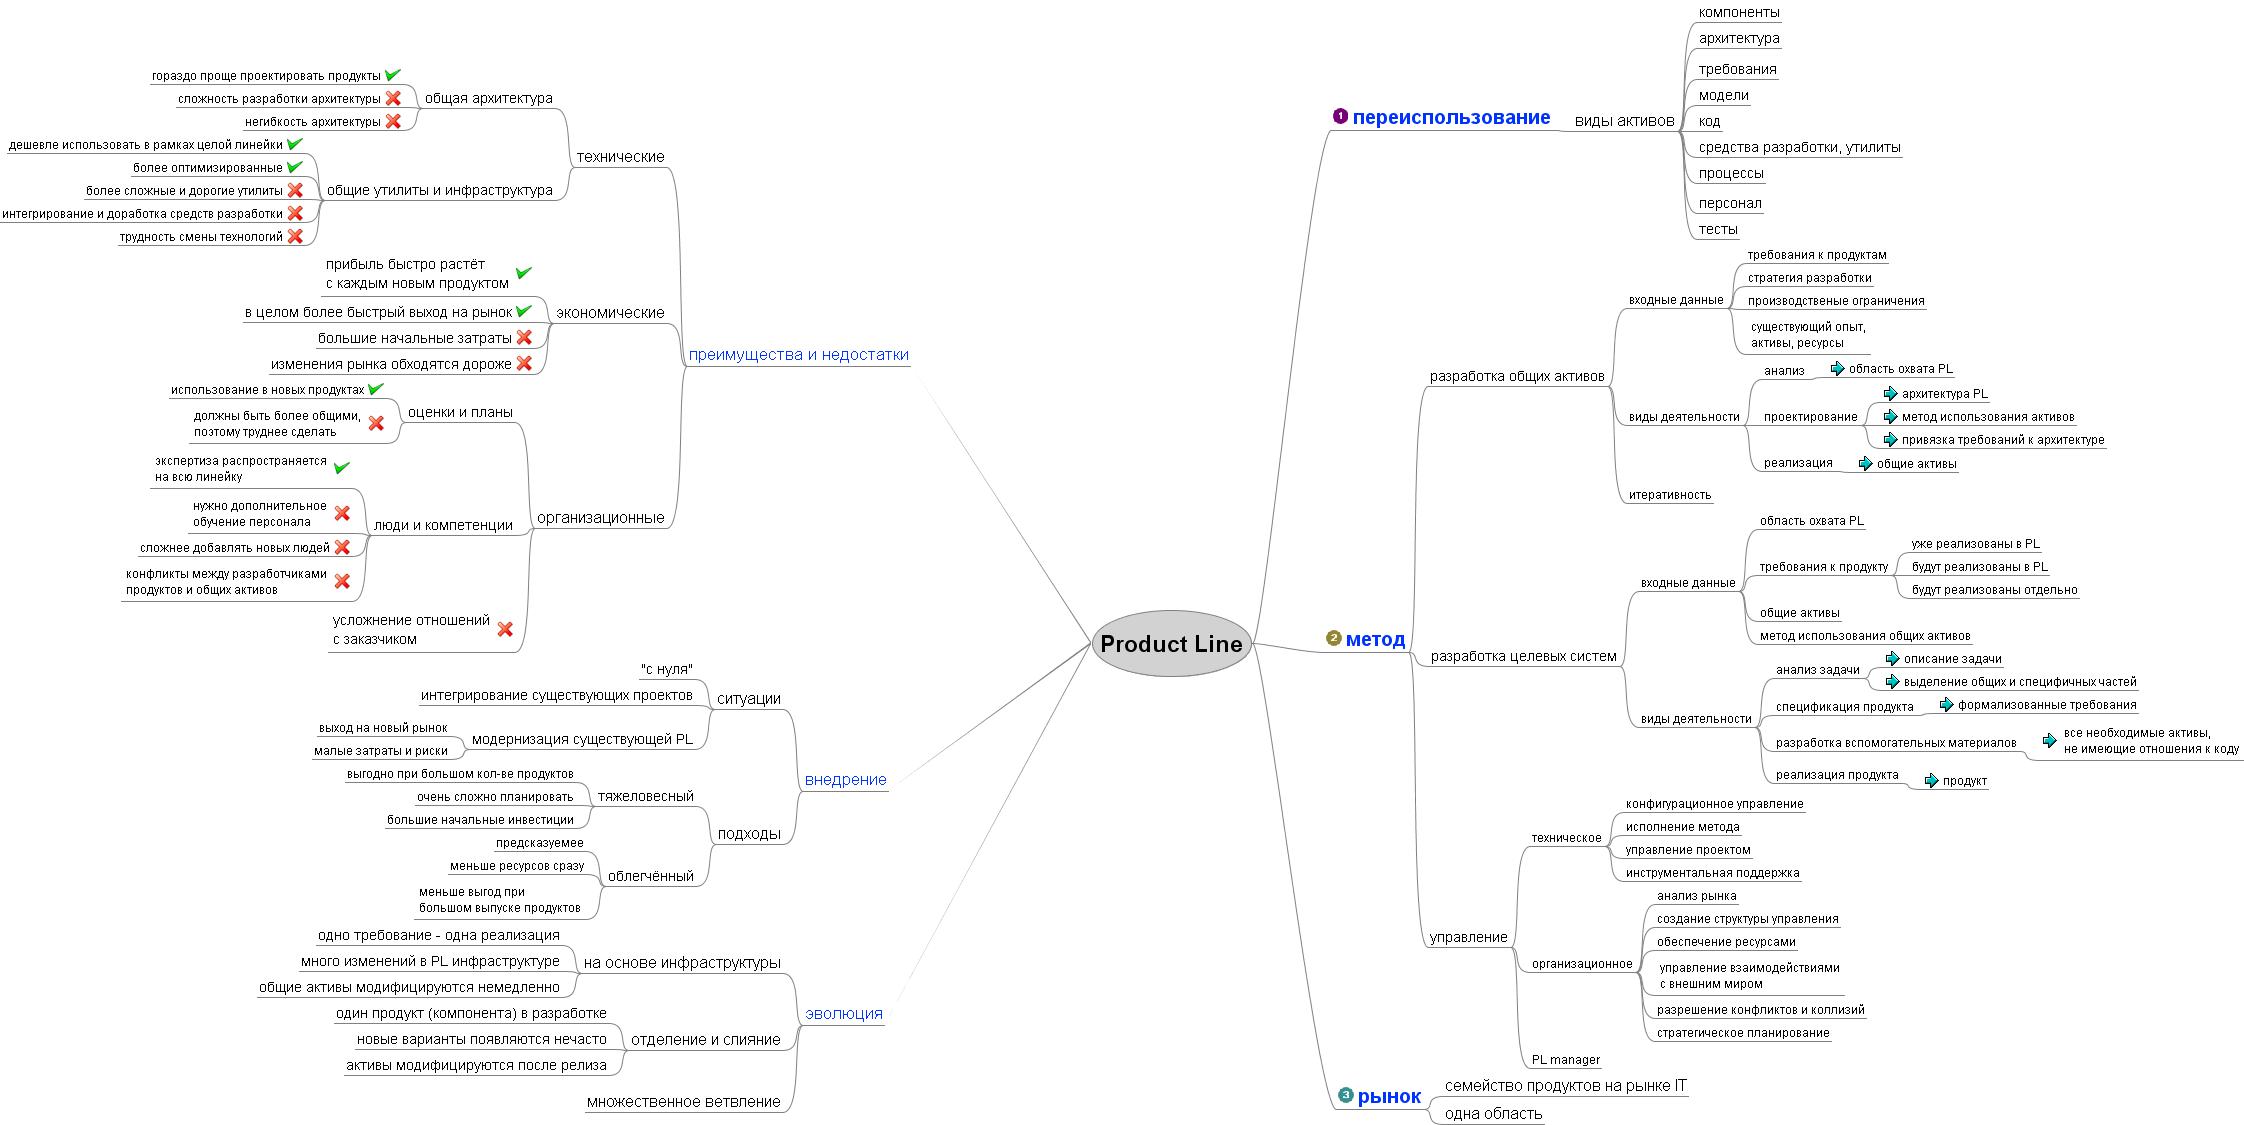 Product Line
переиспользование
виды активов
компоненты
архитектура
требования
модели
код
средства разработки, утилиты
процессы
персонал
тесты
метод
разработка общих активов
входные данные
требования к продуктам
стратегия разработки
производственые ограничения
существующий опыт,
активы, ресурсы
виды деятельности
анализ
область охвата PL
проектирование
архитектура PL
метод использования активов
привязка требований к архитектуре
реализация
общие активы
итеративность
разработка целевых систем
входные данные
область охвата PL
требования к продукту
уже реализованы в PL
будут реализованы в PL
будут реализованы отдельно
общие активы
метод использования общих активов
виды деятельности
анализ задачи
описание задачи
выделение общих и специфичных частей
спецификация продукта
формализованные требования
разработка вспомогательных материалов
все необходимые активы,
не имеющие отношения к коду
реализация продукта
продукт
управление
техническое
конфигурационное управление
исполнение метода
управление проектом
инструментальная поддержка
организационное
анализ рынка
создание структуры управления
обеспечение ресурсами
управление взаимодействиями
с внешним миром
разрешение конфликтов и коллизий
стратегическое планирование
PL manager
рынок
семейство продуктов на рынке IT
одна область
преимущества и недостатки
технические
общая архитектура
гораздо проще проектировать продукты
сложность разработки архитектуры
негибкость архитектуры
общие утилиты и инфраструктура
дешевле использовать в рамках целой линейки
более оптимизированные
более сложные и дорогие утилиты
интегрирование и доработка средств разработки
трудность смены технологий
экономические
прибыль быстро растёт
с каждым новым продуктом
в целом более быстрый выход на рынок
большие начальные затраты
изменения рынка обходятся дороже
организационные
оценки и планы
использование в новых продуктах
должны быть более общими,
поэтому труднее сделать
люди и компетенции
экспертиза распространяется
на всю линейку
нужно дополнительное
обучение персонала
сложнее добавлять новых людей
конфликты между разработчиками
продуктов и общих активов
усложнение отношений
с заказчиком
внедрение
ситуации
"с нуля"
интегрирование существующих проектов
модернизация существующей PL
выход на новый рынок
малые затраты и риски
подходы
тяжеловесный
выгодно при большом кол-ве продуктов
очень сложно планировать
большие начальные инвестиции
облегчённый
предсказуемее
меньше ресурсов сразу
меньше выгод при
большом выпуске продуктов
эволюция
на основе инфраструктуры
одно требование - одна реализация
много изменений в PL инфраструктуре
общие активы модифицируются немедленно
отделение и слияние
один продукт (компонента) в разработке
новые варианты появляются нечасто
активы модифицируются после релиза
множественное ветвление
1
2
3